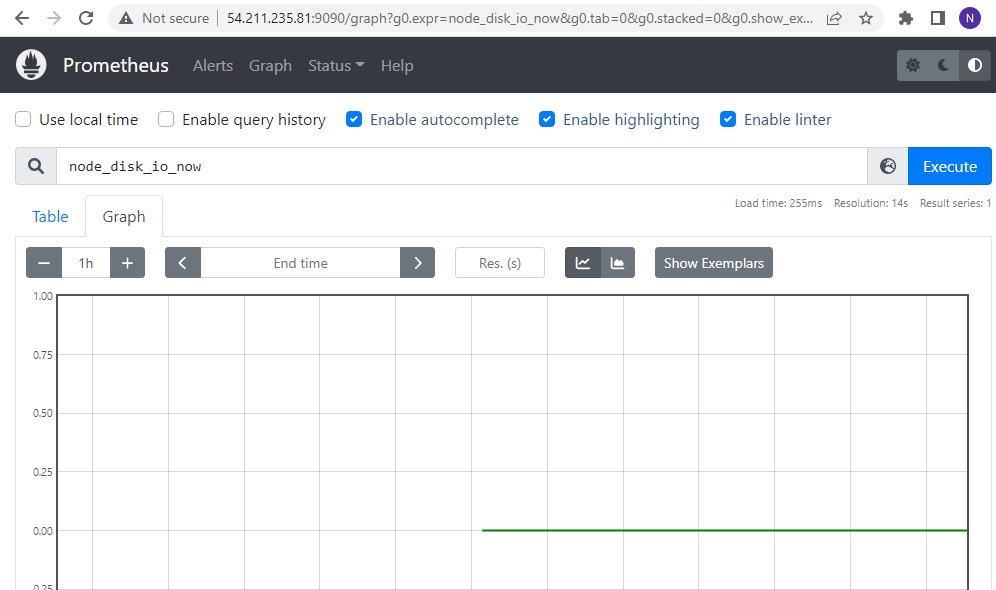 Not secure 54.211.235.81:9090/graph?g0.expr=node_disk_io_now&g0.tab=0&g0.stacked=0&g0.show_ex... N
Prometheus Alerts Graph Status Help
Use local time Enable query history Enable autocomplete Enable highlighting Enable linter
node_disk_io_now Execute
Load time: 255ms Resolution: 14s Result series: 1
Table Graph
1h End time Res. (s) Show Exemplars
1.00
0.75
0.50
0.25
0.00
0.25